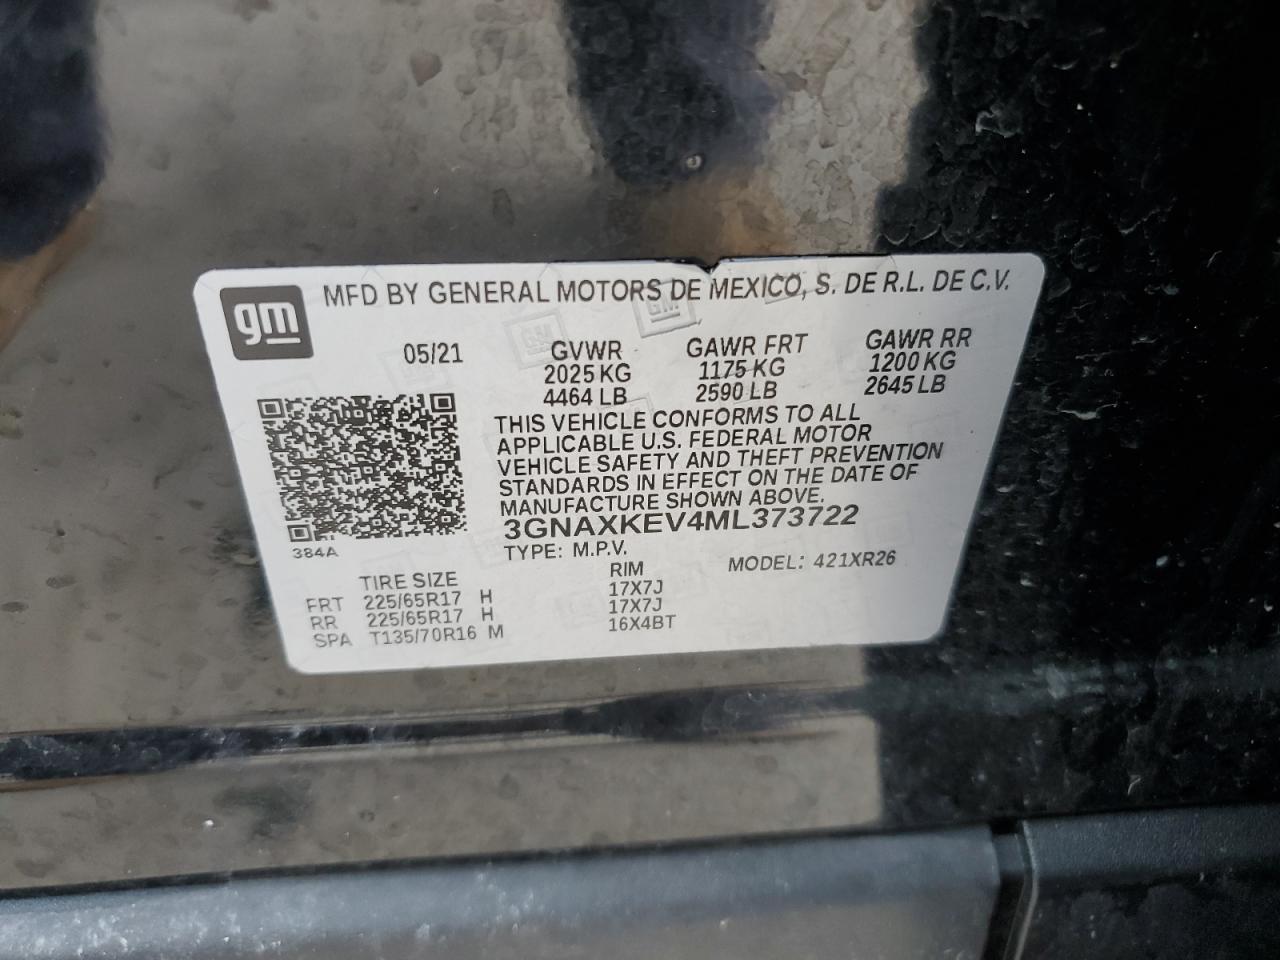 gm
MFD BY GENERAL MOTORS DE MEXICO, S. DE R.L. DE C.V.
05/21 GVWR GAWR FRT GAWR RR
2025 KG 1175 KG 1200 KG
4464 LB 2590 LB 2645 LB
THIS VEHICLE CONFORMS TO ALL
APPLICABLE U.S. FEDERAL MOTOR
VEHICLE SAFETY AND THEFT PREVENTION
STANDARDS IN EFFECT ON THE DATE OF
MANUFACTURE SHOWN ABOVE.
3GNAXKEV4ML373722
384A
TYPE: M.P.V. MODEL: 421XR26
TIRE SIZE RIM
FRT 225/65R17 H 17X7J
RR 225/65R17 H 17X7J
SPA T135/70R16 M 16X4BT